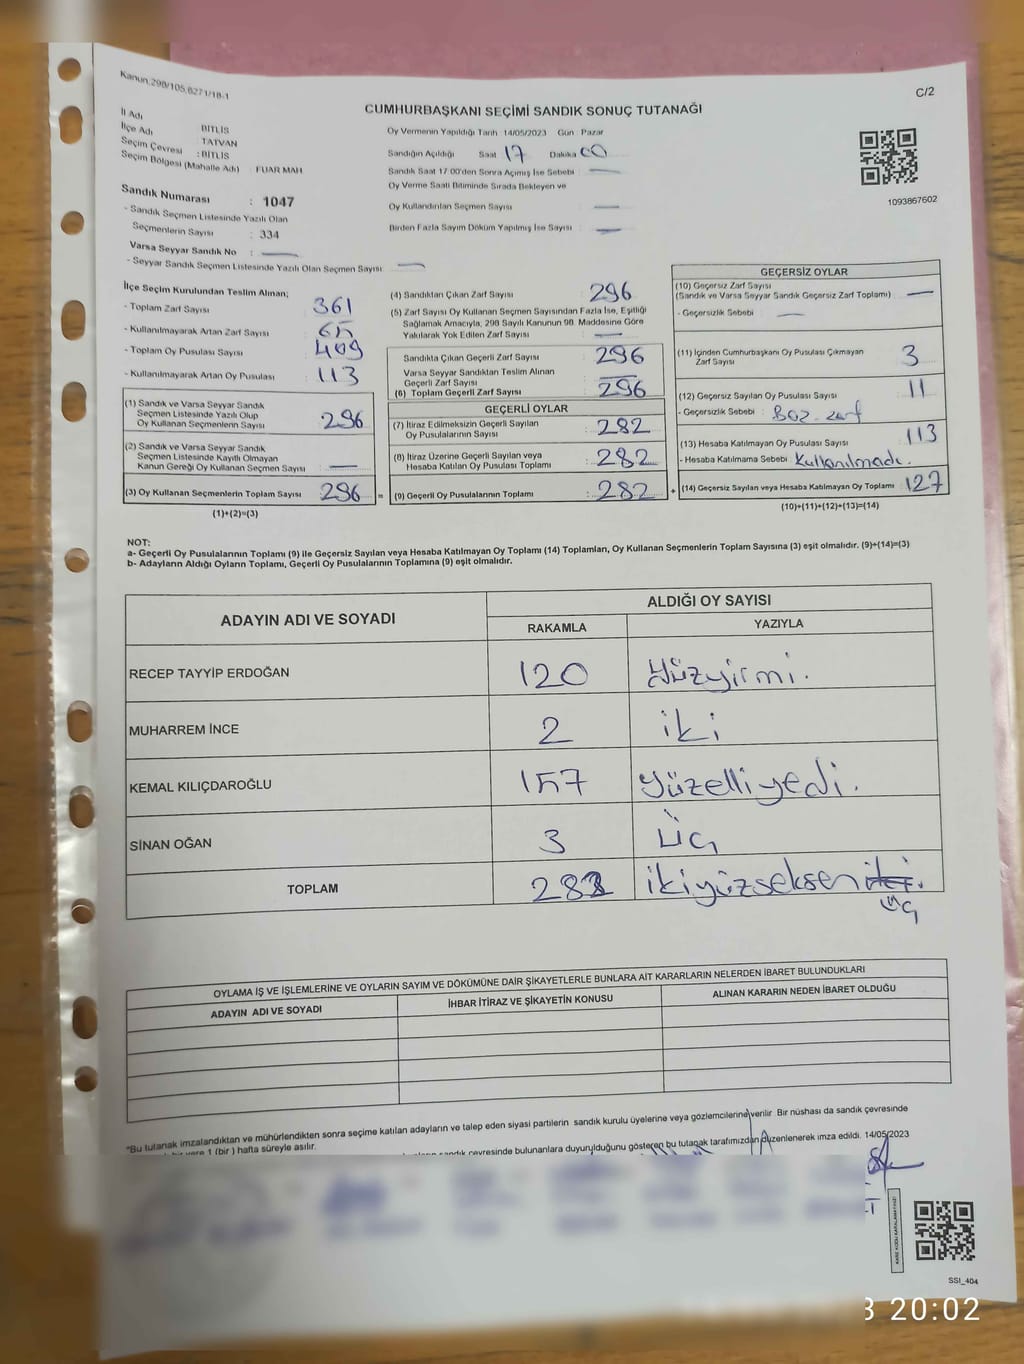 Kanun.298/105,6271/18-1
C/2
CUMHURBAŞKANI SEÇİMİ SANDIK SONUÇ TUTANAĞI
İl Adı : BİTLİS
İlçe Adı TATVAN
Seçim Çevresi : BİTLİS
Seçim Bölgesi (Mahalle Adı) FUAR MAH
Sandık Numarası : 1047
- Sandık Seçmen Listesinde Yazılı Olan
Seçmenlerin Sayısı : 334
Varsa Seyyar Sandık No : —
- Seyyar Sandık Seçmen Listesinde Yazılı Olan Seçmen Sayısı —
Oy Vermenin Yapıldığı Tarih 14/05/2023 Gün Pazar
Sandığın Açıldığı Saat 17 Dakika 00
Sandık Saat 17 00'den Sonra Açımış İse Sebebi —
Oy Verme Saati Bitiminde Sırada Bekleyen ve
Oy Kullandırılan Seçmen Sayısı —
Birden Fazla Sayım Döküm Yapılmış İse Sayısı —
1093867602
İlçe Seçim Kurulundan Teslim Alınan;
- Toplam Zarf Sayısı 361
- Kullanılmayarak Artan Zarf Sayısı 65
- Toplam Oy Pusulası Sayısı 409
- Kullanılmayarak Artan Oy Pusulası 113
(1) Sandık ve Varsa Seyyar Sandık
Seçmen Listesinde Yazılı Olup
Oy Kullanan Seçmenlerin Sayısı 296
(2) Sandık ve Varsa Seyyar Sandık
Seçmen Listesinde Kayıtlı Olmayan
Kanun Gereği Oy Kullanan Seçmen Sayısı —
(3) Oy Kullanan Seçmenlerin Toplam Sayısı 296 =
(1)+(2)=(3)
(4) Sandıktan Çıkan Zarf Sayısı 296
(5) Zarf Sayısı Oy Kullanan Seçmen Sayısından Fazla İse, Eşitliği
Sağlamak Amacıyla, 298 Sayılı Kanunun 98. Maddesine Göre
Yakılarak Yok Edilen Zarf Sayısı —
Sandıkta Çıkan Geçerli Zarf Sayısı 296
Varsa Seyyar Sandıktan Teslim Alınan
Geçerli Zarf Sayısı —
(6) Toplam Geçerli Zarf Sayısı 296
GEÇERLİ OYLAR
(7) İtiraz Edilmeksizin Geçerli Sayılan
Oy Pusulalarının Sayısı 282
(8) İtiraz Üzerine Geçerli Sayılan veya
Hesaba Katılan Oy Pusulası Toplamı 282
(9) Geçerli Oy Pusulalarının Toplamı 282 +
GEÇERSİZ OYLAR
(10) Geçersiz Zarf Sayısı
(Sandık ve Varsa Seyyar Sandık Geçersiz Zarf Toplamı) —
- Geçersizlik Sebebi : —
(11) İçinden Cumhurbaşkanı Oy Pusulası Çıkmayan
Zarf Sayısı 3
(12) Geçersiz Sayılan Oy Pusulası Sayısı 11
- Geçersizlik Sebebi : Boz-zarf
(13) Hesaba Katılmayan Oy Pusulası Sayısı 113
- Hesaba Katılmama Sebebi Kullanılmadı.
(14) Geçersiz Sayılan veya Hesaba Katılmayan Oy Toplamı 127
(10)+(11)+(12)+(13)=(14)
NOT:
a- Geçerli Oy Pusulalarının Toplamı (9) ile Geçersiz Sayılan veya Hesaba Katılmayan Oy Toplamı (14) Toplamları, Oy Kullanan Seçmenlerin Toplam Sayısına (3) eşit olmalıdır. (9)+(14)=(3)
b- Adayların Aldığı Oyların Toplamı, Geçerli Oy Pusulalarının Toplamına (9) eşit olmalıdır.
ADAYIN ADI VE SOYADI
ALDIĞI OY SAYISI
RAKAMLA YAZIYLA
RECEP TAYYİP ERDOĞAN 120 Yüzyirmi.
MUHARREM İNCE 2 iki
KEMAL KILIÇDAROĞLU 157 Yüzelliyedi.
SİNAN OĞAN 3 Üç
TOPLAM 282 ikiyüzseksen iki.
üç
OYLAMA İŞ VE İŞLEMLERİNE VE OYLARIN SAYIM VE DÖKÜMÜNE DAİR ŞİKAYETLERLE BUNLARA AİT KARARLARIN NELERDEN İBARET BULUNDUKLARI
ADAYIN ADI VE SOYADI İHBAR İTİRAZ VE ŞİKAYETİN KONUSU ALINAN KARARIN NEDEN İBARET OLDUĞU
"Bu tutanak imzalandıktan ve mühürlendikten sonra seçime katılan adayların ve talep eden siyasi partilerin sandık kurulu üyelerine veya gözlemcilerine verilir Bir nüshası da sandık çevresinde
yere 1 (bir) hafta süreyle asılır.
sandık çevresinde bulunanlara duyurulduğunu gösteren bu tutanak tarafımızdan düzenlenerek imza edildi. 14/05/2023
SSI_404
20:02